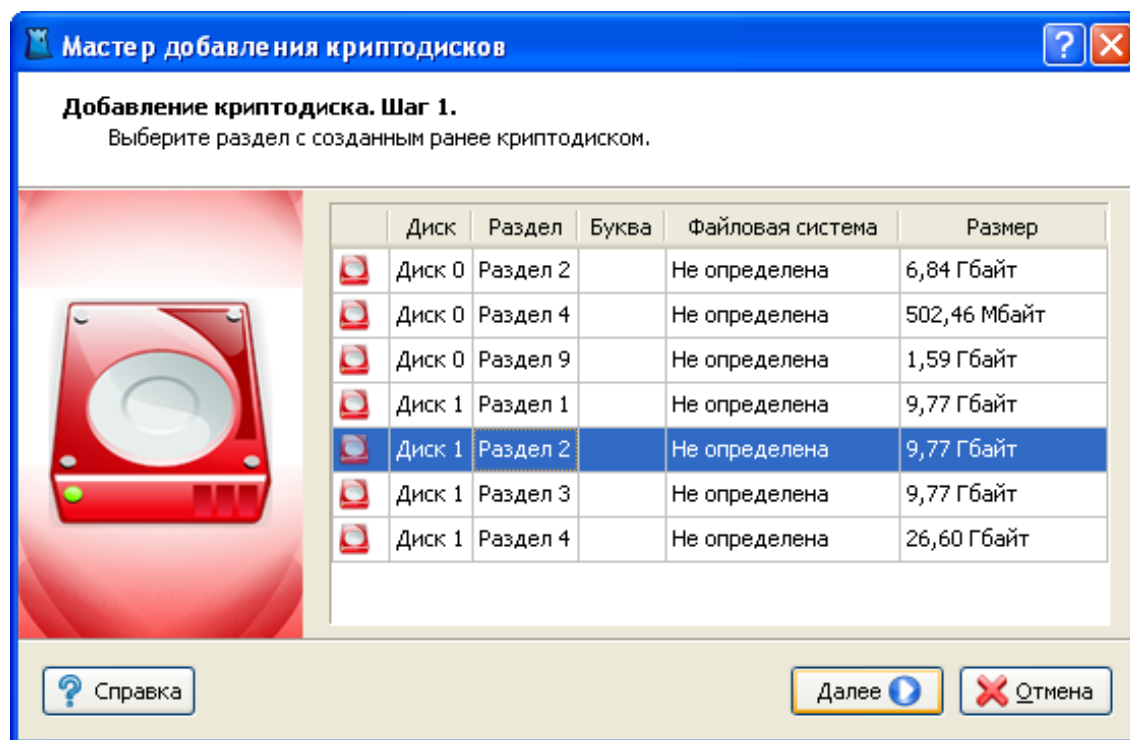 Мастер добавления криптодисков
Добавление криптодиска. Шаг 1.
Выберите раздел с созданным ранее криптодиском.
Диск Раздел Буква Файловая система Размер
Диск 0 Раздел 2 Не определена 6,84 Гбайт
Диск 0 Раздел 4 Не определена 502,46 Мбайт
Диск 0 Раздел 9 Не определена 1,59 Гбайт
Диск 1 Раздел 1 Не определена 9,77 Гбайт
Диск 1 Раздел 2 Не определена 9,77 Гбайт
Диск 1 Раздел 3 Не определена 9,77 Гбайт
Диск 1 Раздел 4 Не определена 26,60 Гбайт
Справка Далее Отмена